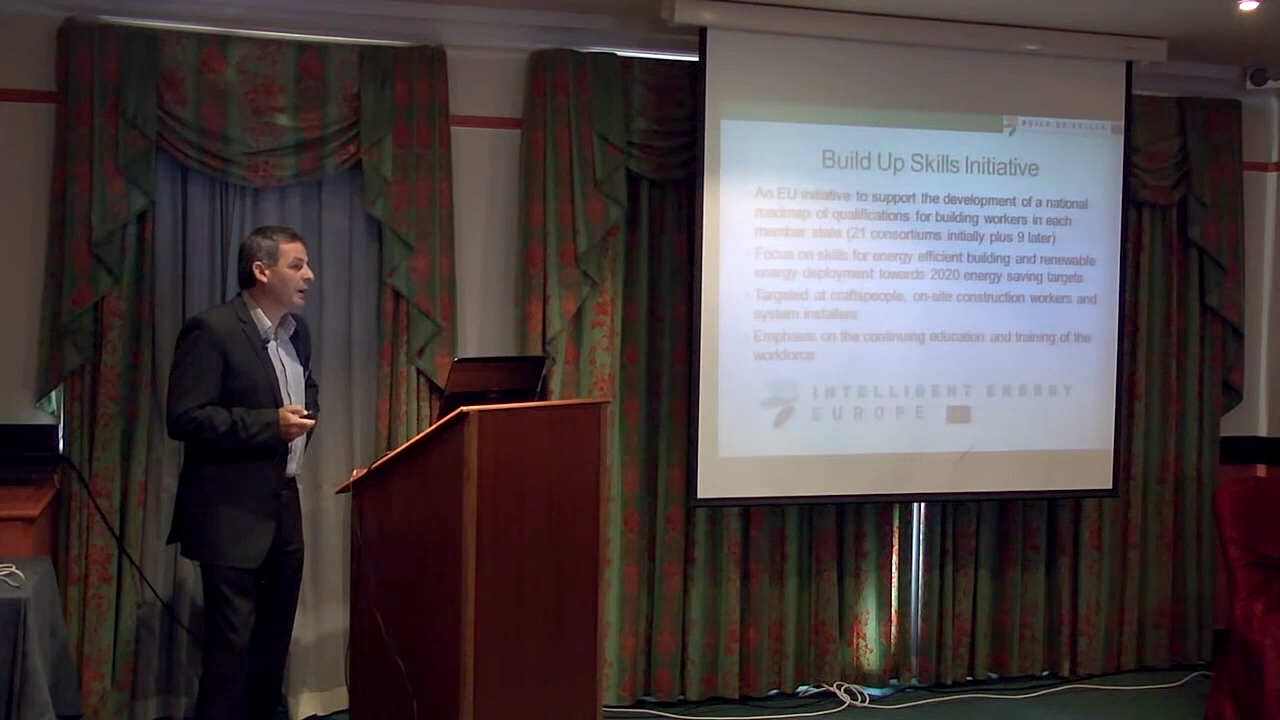 BUILD UP SKILLS
Build Up Skills Initiative
An EU initiative to support the development of a national
roadmap of qualifications for building workers in each
member state (21 consortiums initially plus 9 later)
Focus on skills for energy efficient building and renewable
energy deployment towards 2020 energy saving targets
Targeted at craftspeople, on-site construction workers and
system installers
Emphasis on the continuing education and training of the
workforce
INTELLIGENT ENERGY
EUROPE